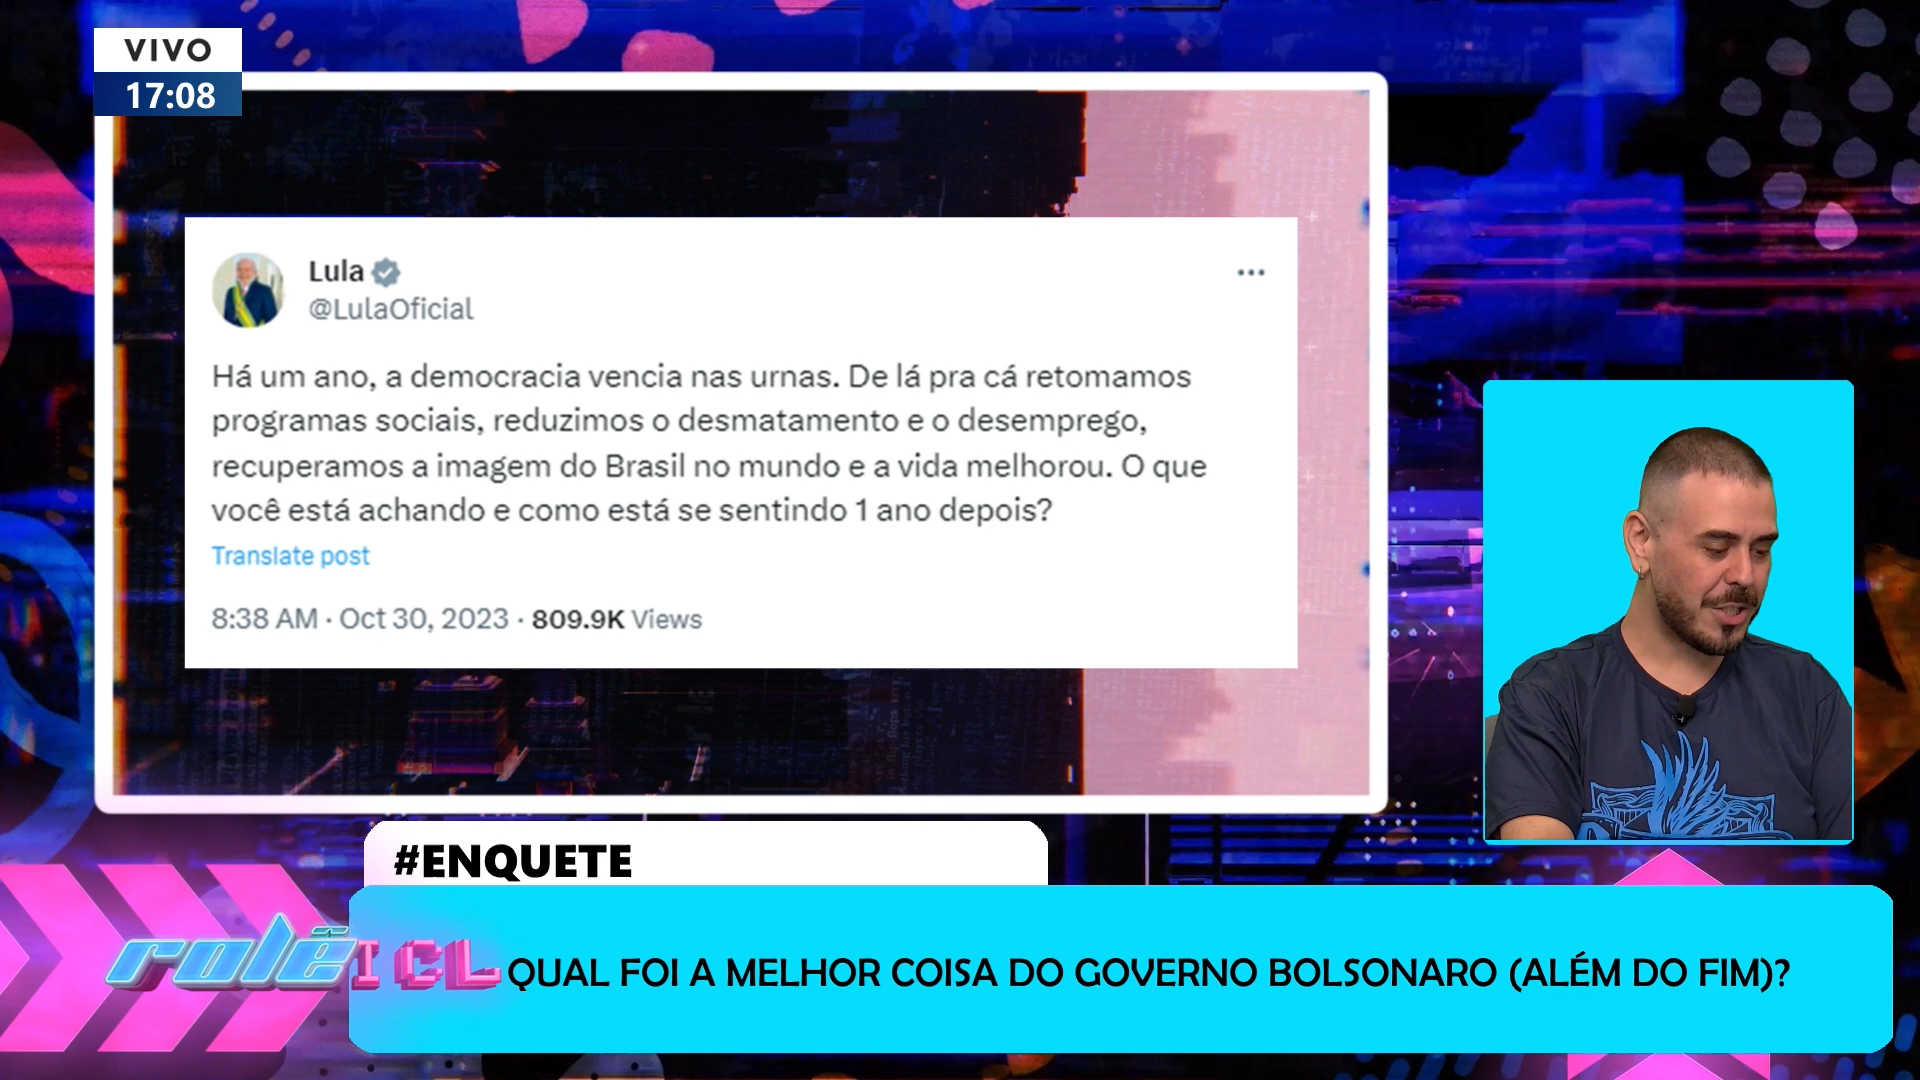 VIVO
17:08
Lula
@LulaOficial
Há um ano, a democracia vencia nas urnas. De lá pra cá retomamos
programas sociais, reduzimos o desmatamento e o desemprego,
recuperamos a imagem do Brasil no mundo e a vida melhorou. O que
você está achando e como está se sentindo 1 ano depois?
Translate post
8:38 AM · Oct 30, 2023 · 809.9K Views
#ENQUETE
rolê ICL
QUAL FOI A MELHOR COISA DO GOVERNO BOLSONARO (ALÉM DO FIM)?